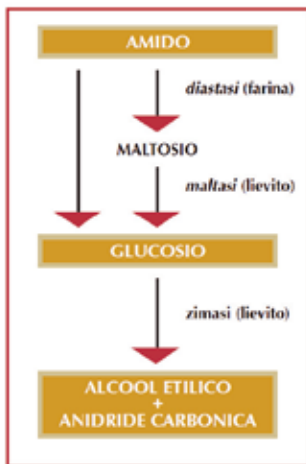 AMIDO
diastasi (farina)
MALTOSIO
maltasi (lievito)
GLUCOSIO
zimasi (lievito)
ALCOOL ETILICO
+
ANIDRIDE CARBONICA